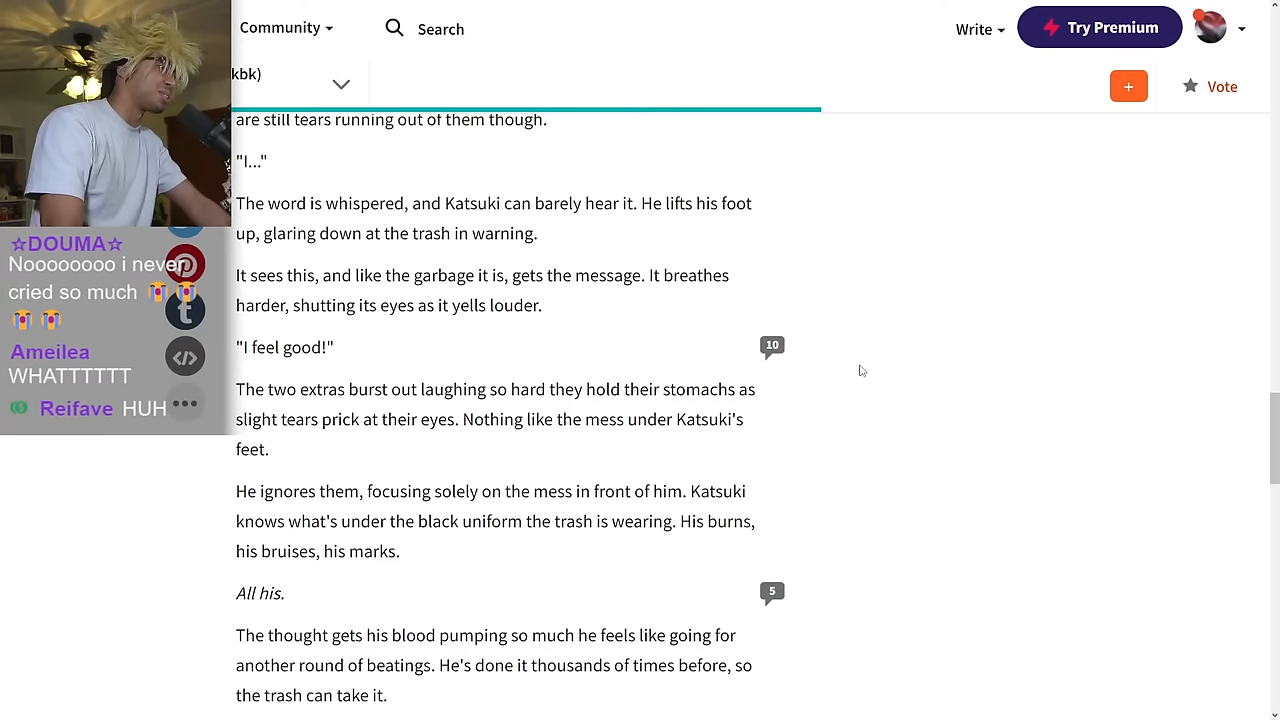 Community
Search
Write
Try Premium
kbk)
+
Vote
are still tears running out of them though.
"I..."
The word is whispered, and Katsuki can barely hear it. He lifts his foot
up, glaring down at the trash in warning.
It sees this, and like the garbage it is, gets the message. It breathes
harder, shutting its eyes as it yells louder.
"I feel good!"
10
The two extras burst out laughing so hard they hold their stomachs as
slight tears prick at their eyes. Nothing like the mess under Katsuki's
feet.
He ignores them, focusing solely on the mess in front of him. Katsuki
knows what's under the black uniform the trash is wearing. His burns,
his bruises, his marks.
All his.
5
The thought gets his blood pumping so much he feels like going for
another round of beatings. He's done it thousands of times before, so
the trash can take it.
☆DOUMA☆
Noooooooo i never
cried so much 😭 😭
😭 😭
Ameilea
WHATTTTTT
Reifave HUH